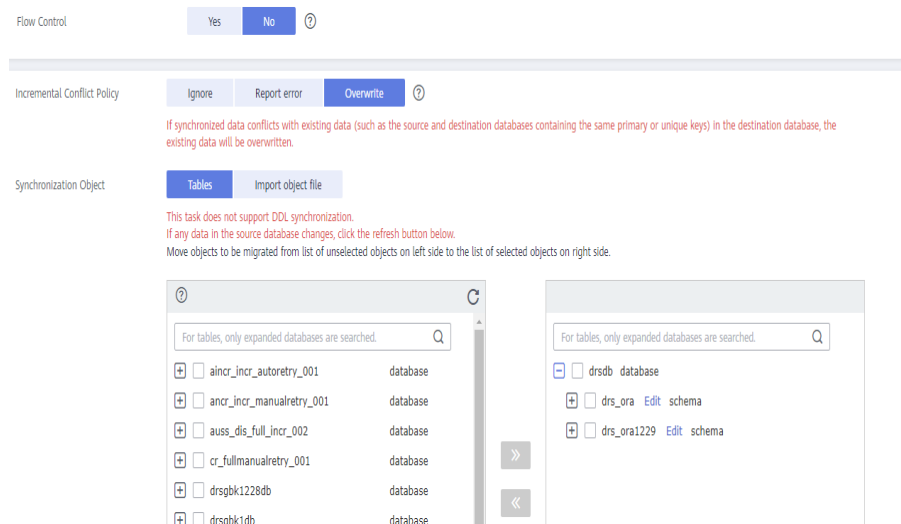 Flow Control
Yes
No
Incremental Conflict Policy
Ignore
Report error
Overwrite
If synchronized data conflicts with existing data (such as the source and destination databases containing the same primary or unique keys) in the destination database, the
existing data will be overwritten.
Synchronization Object
Tables
Import object file
This task does not support DDL synchronization.
If any data in the source database changes, click the refresh button below.
Move objects to be migrated from list of unselected objects on left side to the list of selected objects on right side.
For tables, only expanded databases are searched.
aincr_incr_autoretry_001 database
ancr_incr_manualretry_001 database
auss_dis_full_incr_002 database
cr_fullmanualretry_001 database
drsgbk1228db database
drsgbk1db database
For tables, only expanded databases are searched.
drsdb database
drs_ora Edit schema
drs_ora1229 Edit schema